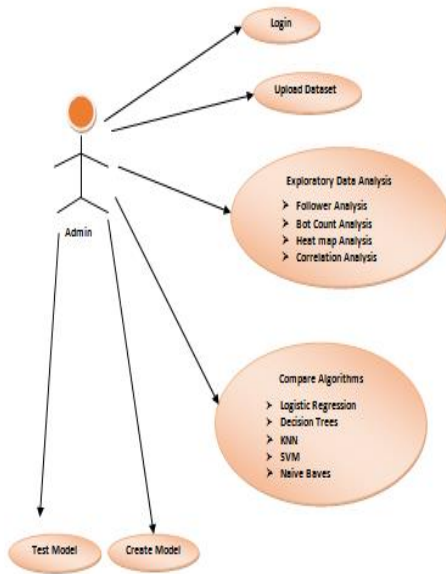 Login
Upload Dataset
Exploratory Data Analysis
Follower Analysis
Bot Count Analysis
Heat map Analysis
Correlation Analysis
Admin
Compare Algorithms
Logistic Regression
Decision Trees
KNN
SVM
Naive Baves
Test Model
Create Model